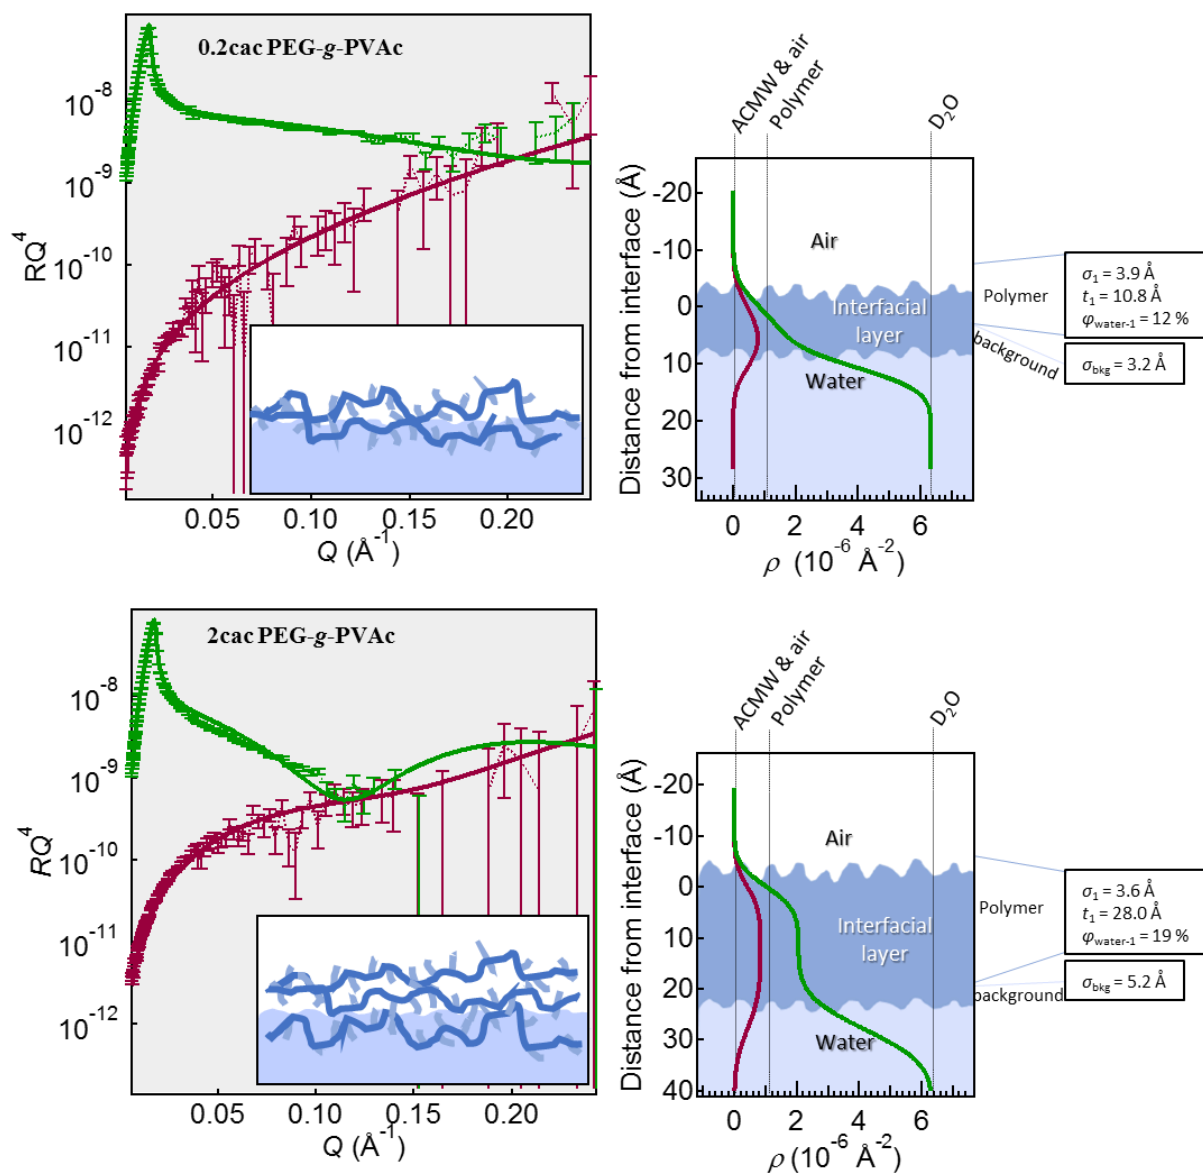 0.2cac PEG-g-PVAc
10⁻⁸
10⁻⁹
10⁻¹⁰
10⁻¹¹
10⁻¹²
RQ⁴
0.05
0.10
0.15
0.20
Q (Å⁻¹)
ACMW & air
Polymer
D₂O
Distance from interface (Å)
-20
-10
0
10
20
30
Air
Interfacial
layer
Water
0
2
4
6
ρ (10⁻⁶ Å⁻²)
Polymer
background
σ₁ = 3.9 Å
t₁ = 10.8 Å
φwater-1 = 12 %
σbkg = 3.2 Å
2cac PEG-g-PVAc
10⁻⁸
10⁻⁹
10⁻¹⁰
10⁻¹¹
10⁻¹²
RQ⁴
0.05
0.10
0.15
0.20
Q (Å⁻¹)
ACMW & air
Polymer
D₂O
Distance from interface (Å)
-20
-10
0
10
20
30
40
Air
Interfacial
layer
Water
0
2
4
6
ρ (10⁻⁶ Å⁻²)
Polymer
background
σ₁ = 3.6 Å
t₁ = 28.0 Å
φwater-1 = 19 %
σbkg = 5.2 Å